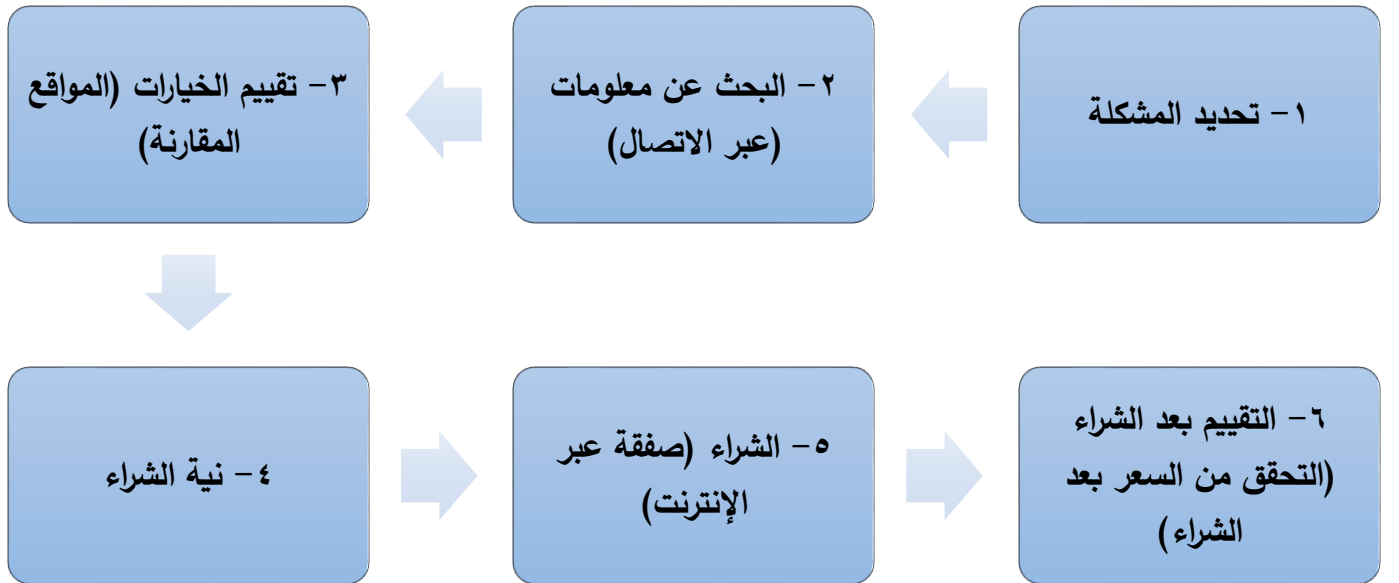 ١- تحديد المشكلة
٢- البحث عن معلومات
(عبر الاتصال)
٣- تقييم الخيارات (المواقع
المقارنة)
٤- نية الشراء
٥- الشراء (صفقة عبر
الإنترنت)
٦- التقييم بعد الشراء
(التحقق من السعر بعد
الشراء)